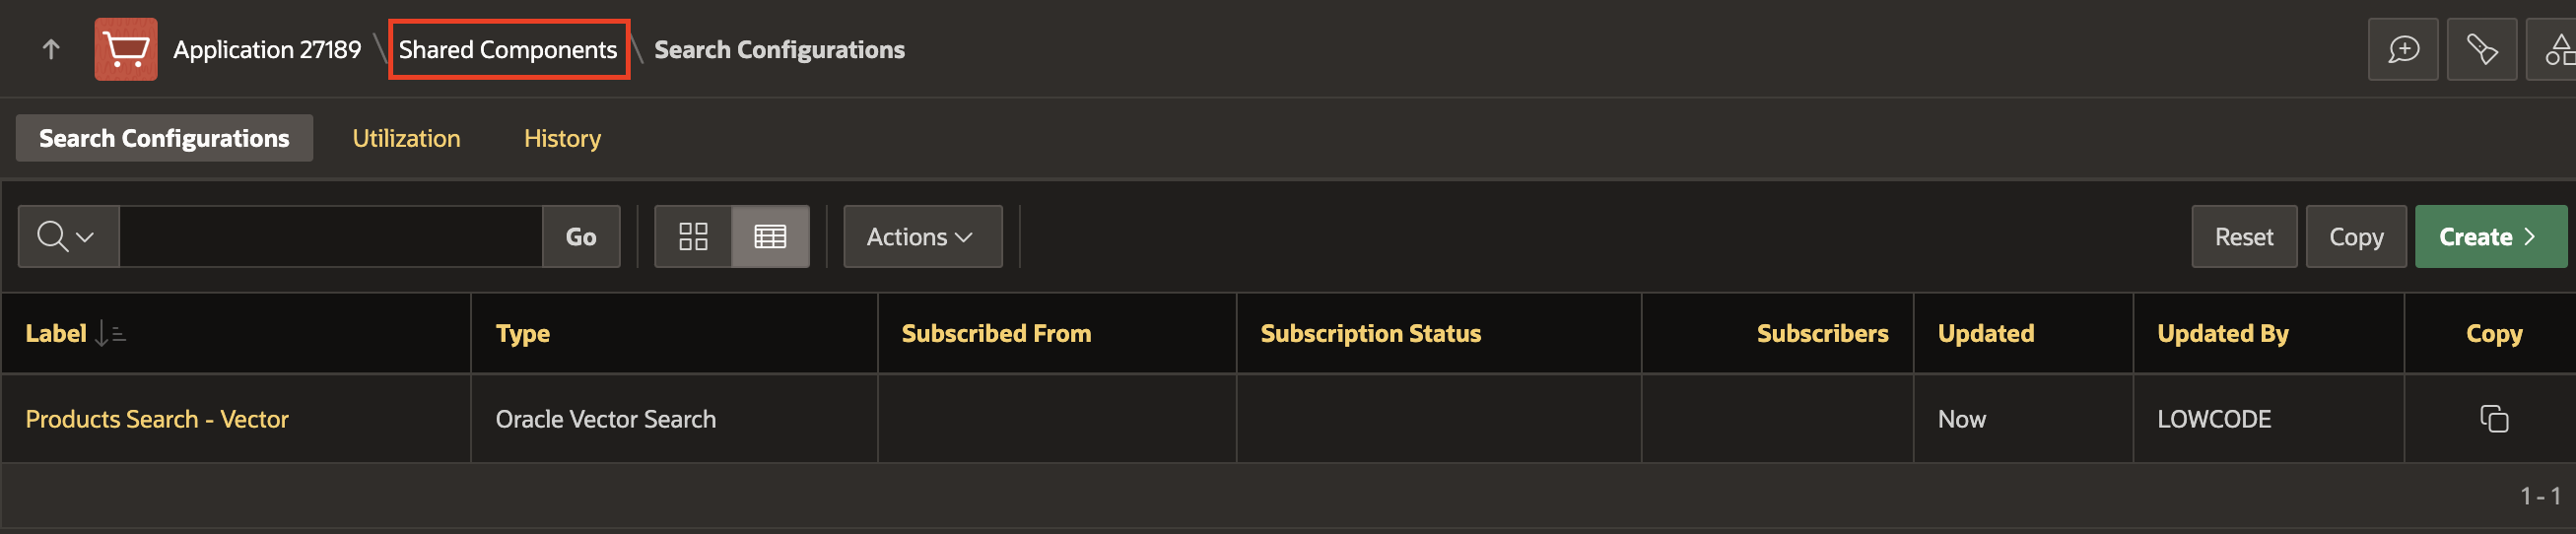 Application 27189 \ Shared Components \ Search Configurations
Search Configurations Utilization History
Go Actions Reset Copy Create
Label Type Subscribed From Subscription Status Subscribers Updated Updated By Copy
Products Search - Vector Oracle Vector Search Now LOWCODE
1 - 1